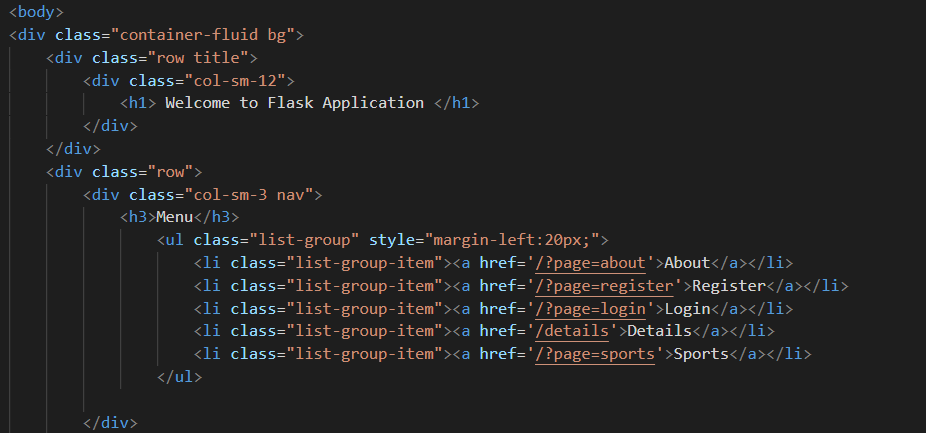 <body>
<div class="container-fluid bg">
<div class="row title">
<div class="col-sm-12">
<h1> Welcome to Flask Application </h1>
</div>
</div>
<div class="row">
<div class="col-sm-3 nav">
<h3>Menu</h3>
<ul class="list-group" style="margin-left:20px;">
<li class="list-group-item"><a href='/?page=about'>About</a></li>
<li class="list-group-item"><a href='/?page=register'>Register</a></li>
<li class="list-group-item"><a href='/?page=login'>Login</a></li>
<li class="list-group-item"><a href='/details'>Details</a></li>
<li class="list-group-item"><a href='/?page=sports'>Sports</a></li>
</ul>
</div>